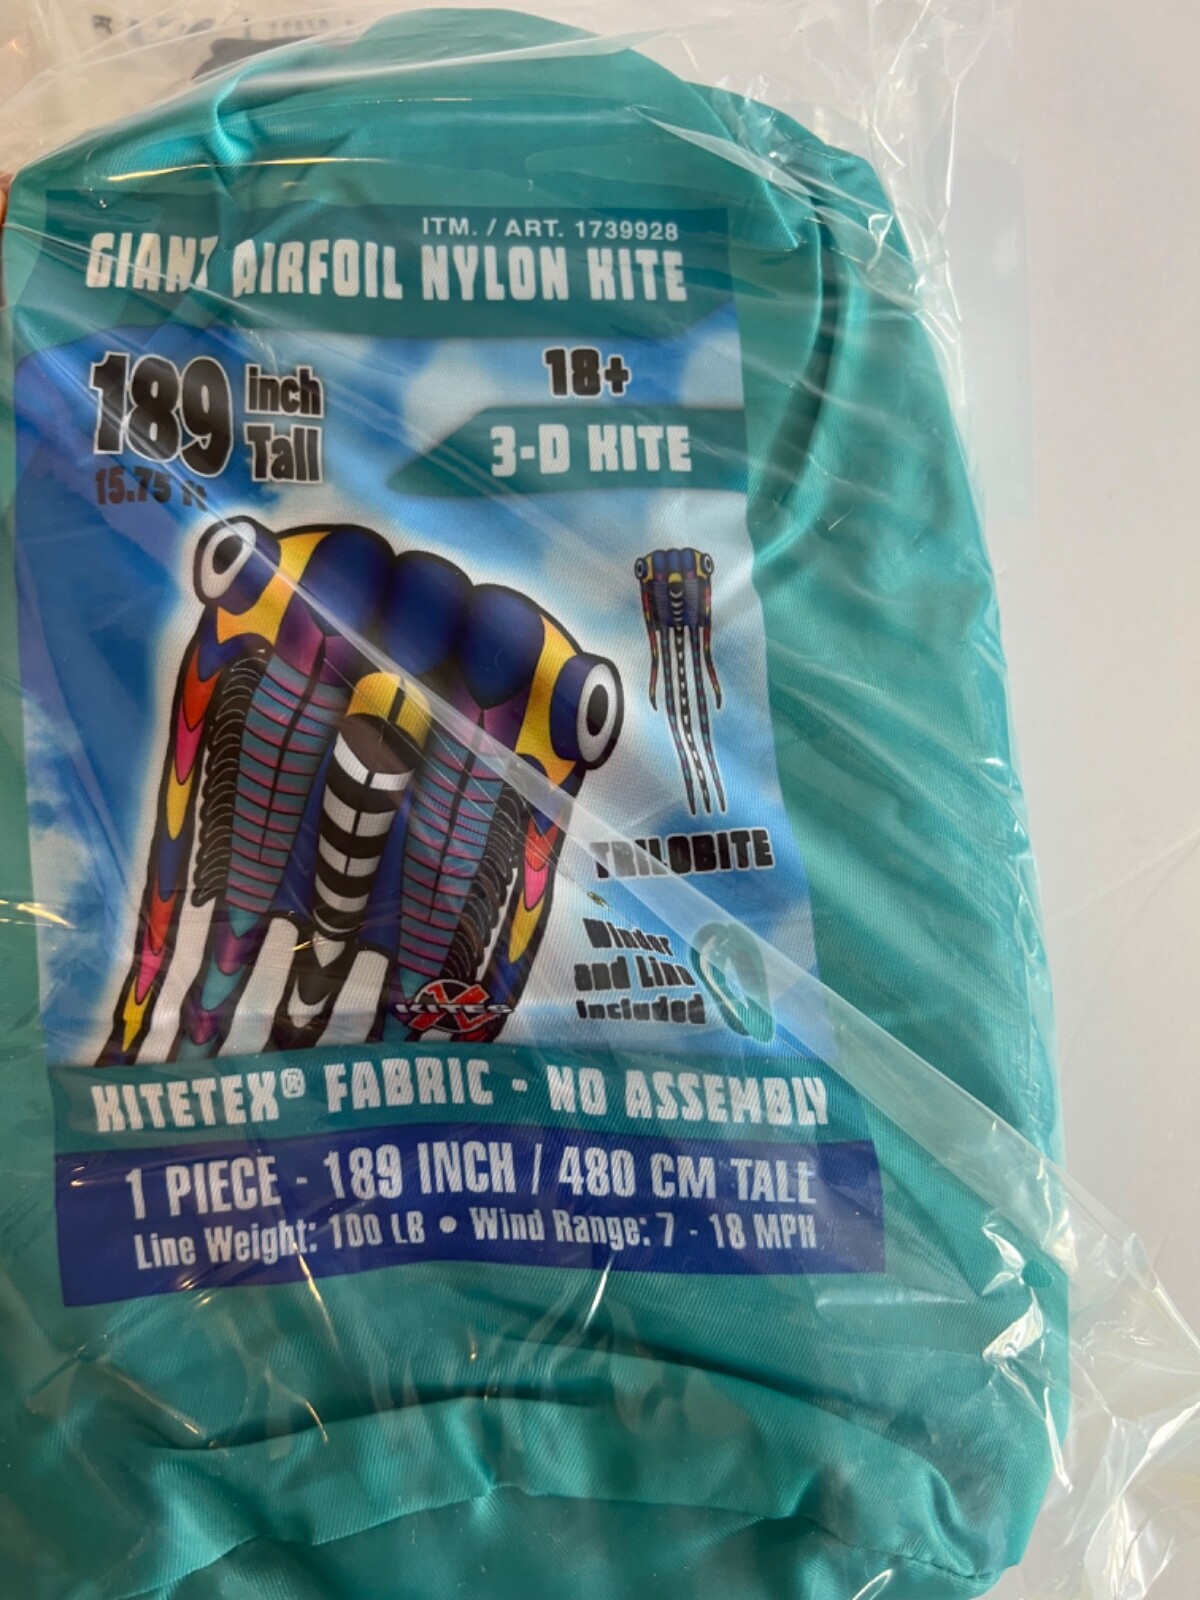 ITM. / ART. 1739928
GIANT AIRFOIL NYLON KITE
189 inch Tall
15.75 ft
18+
3-D KITE
TRILOBITE
Winder
and Line
included
X
KITES
KITETEX® FABRIC - NO ASSEMBLY
1 PIECE - 189 INCH / 480 CM TALL
Line Weight: 100 LB • Wind Range: 7 - 18 MPH